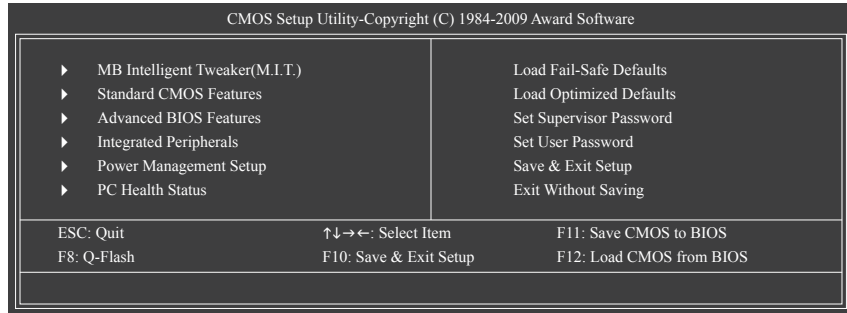 CMOS Setup Utility-Copyright (C) 1984-2009 Award Software
MB Intelligent Tweaker(M.I.T.)
Standard CMOS Features
Advanced BIOS Features
Integrated Peripherals
Power Management Setup
PC Health Status
Load Fail-Safe Defaults
Load Optimized Defaults
Set Supervisor Password
Set User Password
Save & Exit Setup
Exit Without Saving
ESC: Quit
↑↓→←: Select Item
F11: Save CMOS to BIOS
F8: Q-Flash
F10: Save & Exit Setup
F12: Load CMOS from BIOS